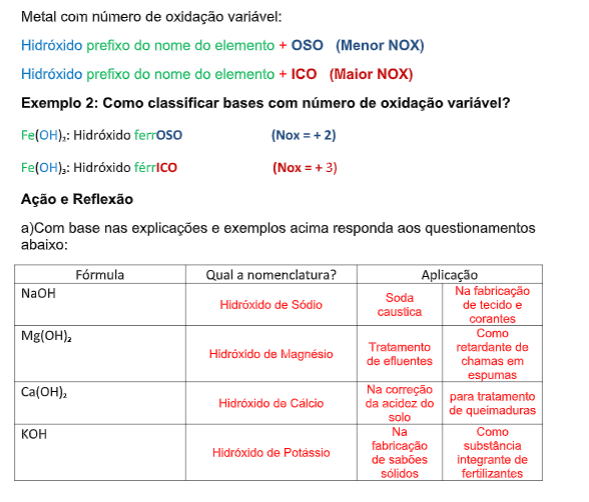 Metal com número de oxidação variável:
Hidróxido prefixo do nome do elemento + OSO (Menor NOX)
Hidróxido prefixo do nome do elemento + ICO (Maior NOX)
Exemplo 2: Como classificar bases com número de oxidação variável?
Fe(OH)₂: Hidróxido ferrOSO (Nox = + 2)
Fe(OH)₃: Hidróxido férrICO (Nox = + 3)
Ação e Reflexão
a)Com base nas explicações e exemplos acima responda aos questionamentos
abaixo:
Fórmula Qual a nomenclatura? Aplicação
NaOH
Hidróxido de Sódio
Soda
caustica
Na fabricação
de tecido e
corantes
Mg(OH)₂
Hidróxido de Magnésio
Tratamento
de efluentes
Como
retardante de
chamas em
espumas
Ca(OH)₂
Hidróxido de Cálcio
Na correção
da acidez do
solo
para tratamento
de queimaduras
KOH
Hidróxido de Potássio
Na
fabricação
de sabões
sólidos
Como
substância
integrante de
fertilizantes